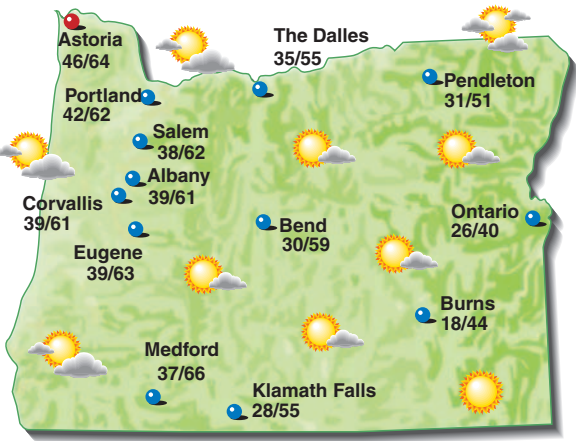 Astoria
46/64
The Dalles
35/55
Pendleton
31/51
Portland
42/62
Salem
38/62
Albany
39/61
Corvallis
39/61
Eugene
39/63
Bend
30/59
Ontario
26/40
Burns
18/44
Medford
37/66
Klamath Falls
28/55